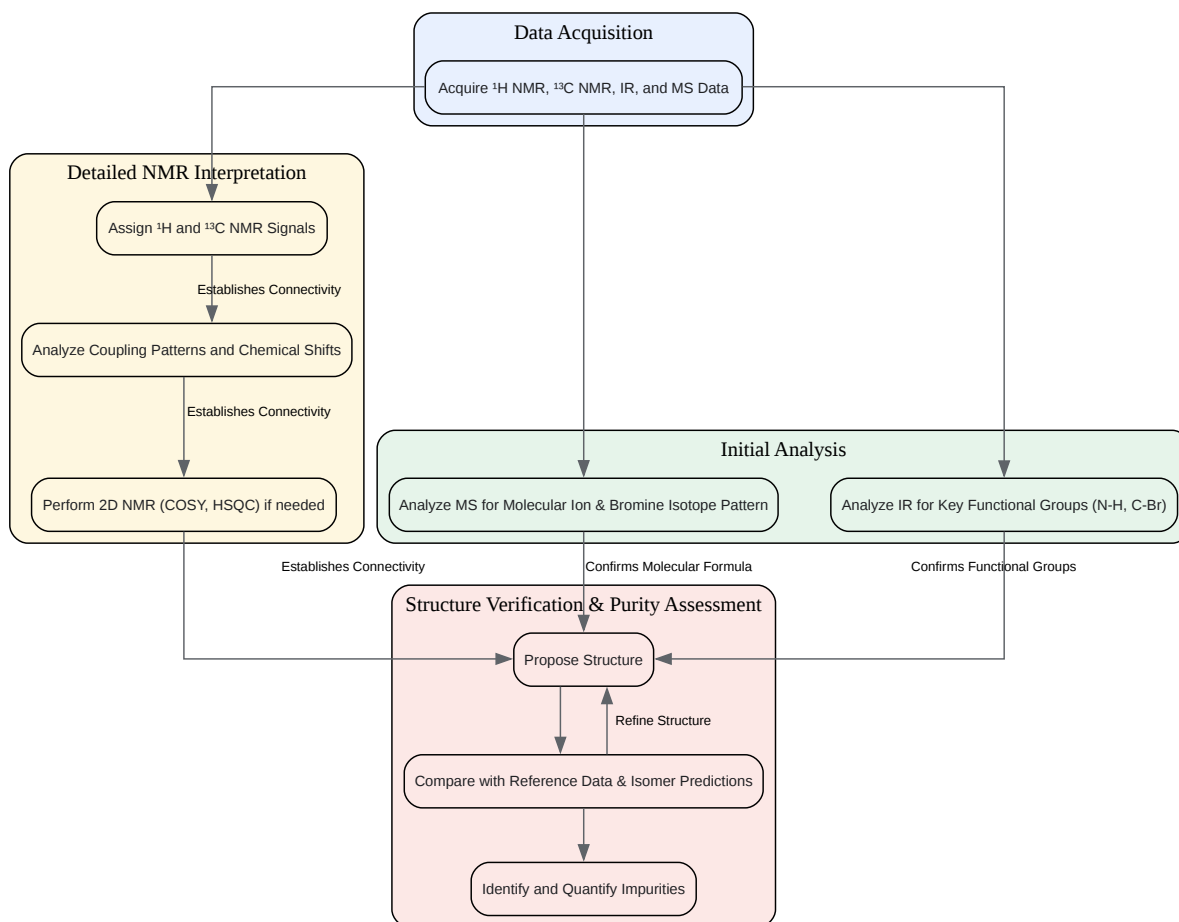 Data Acquisition
Acquire ¹H NMR, ¹³C NMR, IR, and MS Data
Detailed NMR Interpretation
Assign ¹H and ¹³C NMR Signals
Establishes Connectivity
Analyze Coupling Patterns and Chemical Shifts
Establishes Connectivity
Perform 2D NMR (COSY, HSQC) if needed
Initial Analysis
Analyze MS for Molecular Ion & Bromine Isotope Pattern
Analyze IR for Key Functional Groups (N-H, C-Br)
Establishes Connectivity
Confirms Molecular Formula
Confirms Functional Groups
Structure Verification & Purity Assessment
Propose Structure
Refine Structure
Compare with Reference Data & Isomer Predictions
Identify and Quantify Impurities